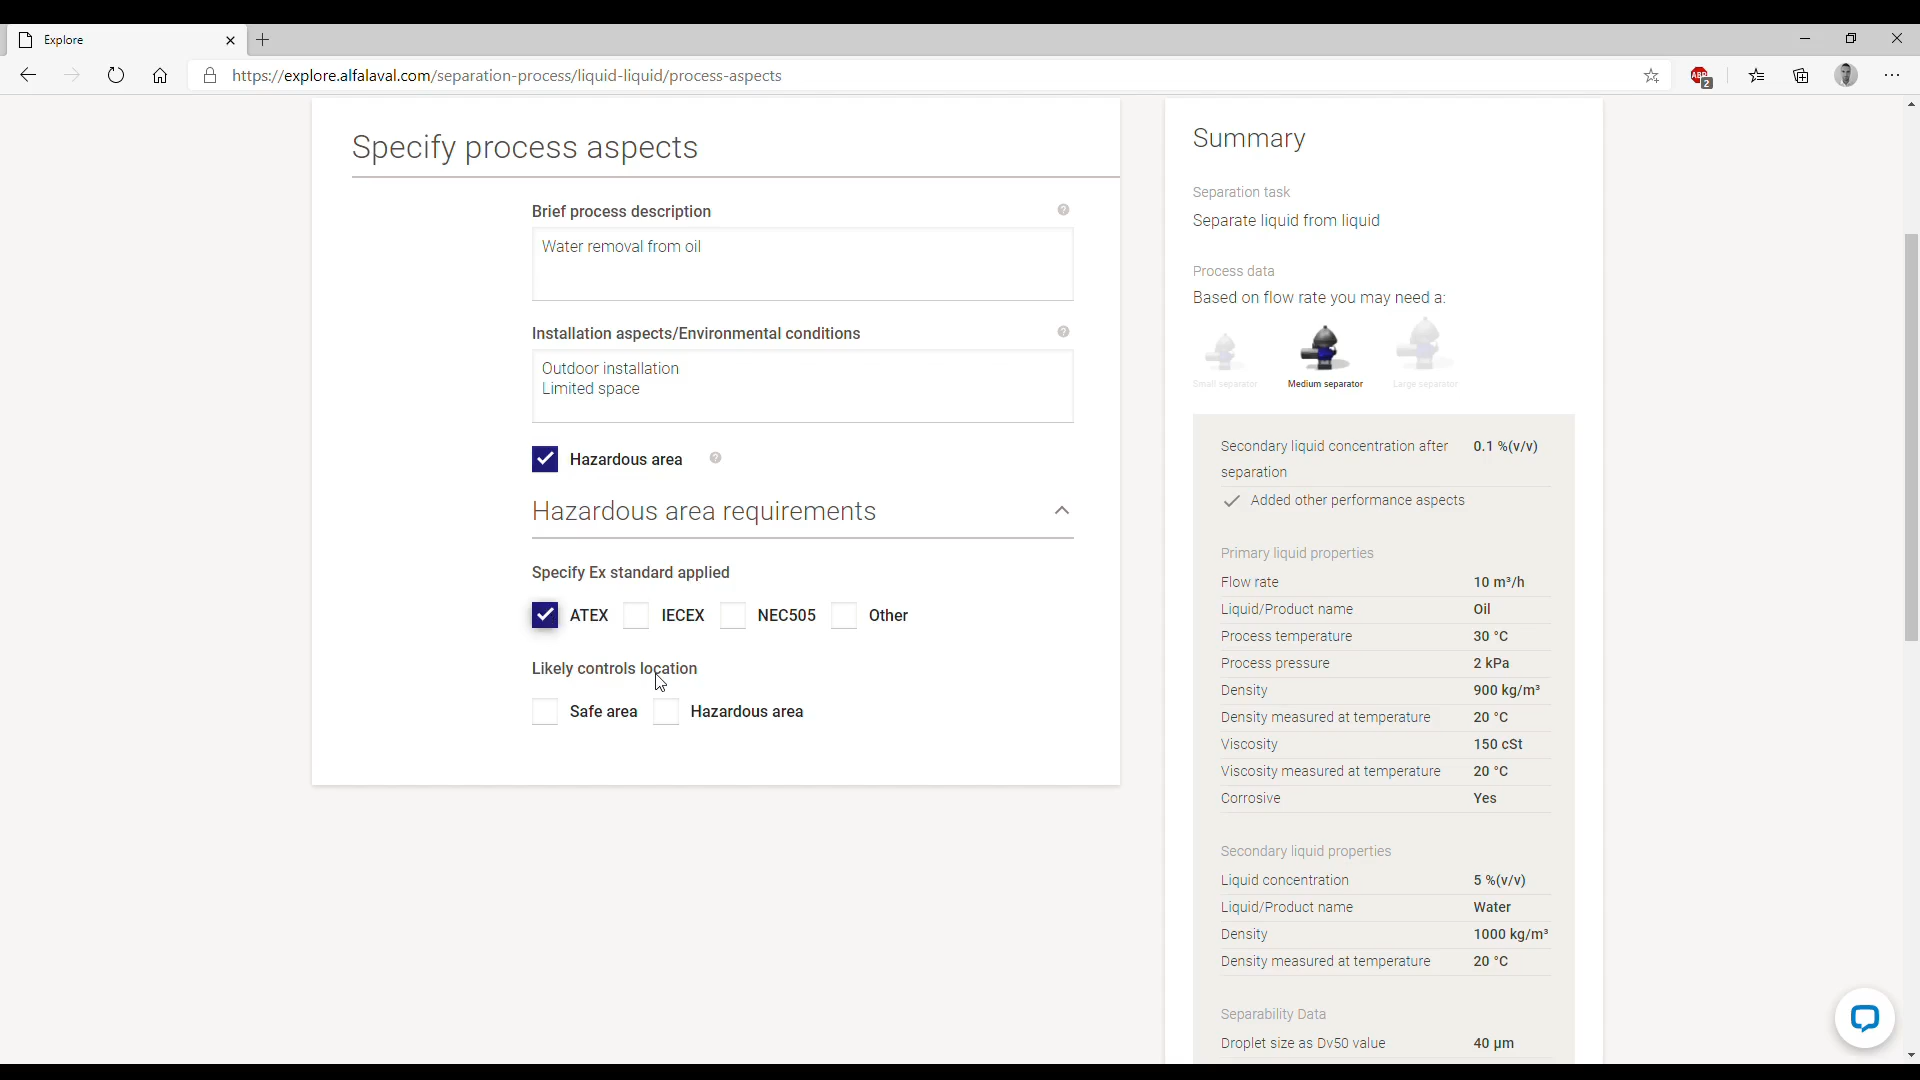 Explore
https://explore.alfalaval.com/separation-process/liquid-liquid/process-aspects
ABP
2
Specify process aspects
Brief process description
?
Water removal from oil
Installation aspects/Environmental conditions
?
Outdoor installation
Limited space
Hazardous area
?
Hazardous area requirements
Specify Ex standard applied
ATEX
IECEX
NEC505
Other
Likely controls location
Safe area
Hazardous area
Summary
Separation task
Separate liquid from liquid
Process data
Based on flow rate you may need a:
Small separator
Medium separator
Large separator
Secondary liquid concentration after 0.1 %(v/v)
separation
Added other performance aspects
Primary liquid properties
Flow rate 10 m³/h
Liquid/Product name Oil
Process temperature 30 °C
Process pressure 2 kPa
Density 900 kg/m³
Density measured at temperature 20 °C
Viscosity 150 cSt
Viscosity measured at temperature 20 °C
Corrosive Yes
Secondary liquid properties
Liquid concentration 5 %(v/v)
Liquid/Product name Water
Density 1000 kg/m³
Density measured at temperature 20 °C
Separability Data
Droplet size as Dv50 value 40 µm